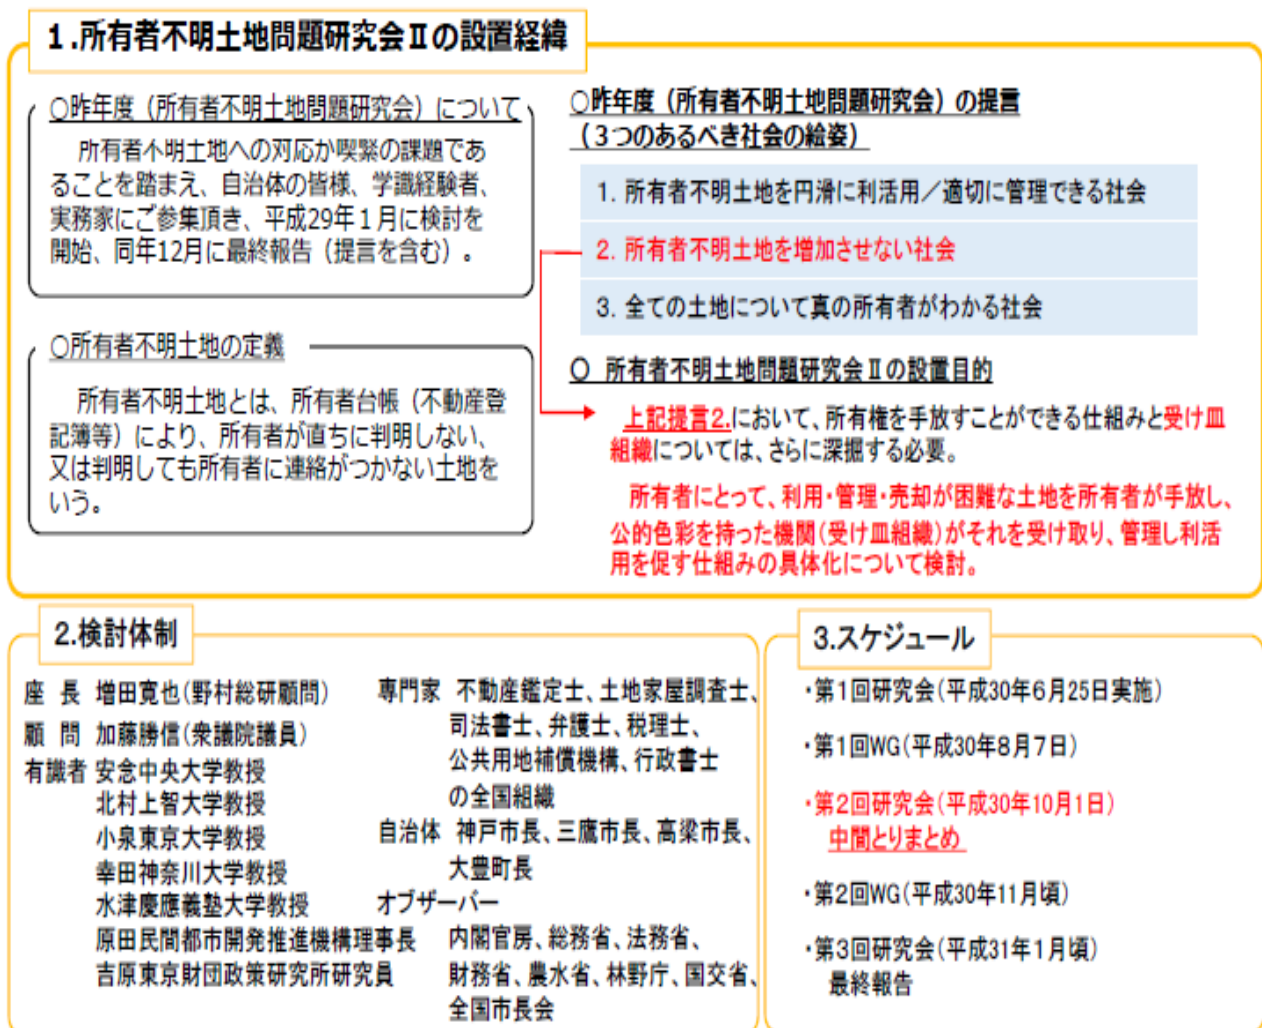 1.所有者不明土地問題研究会Ⅱの設置経緯
○昨年度（所有者不明土地問題研究会）について
所有者不明土地への対応が喫緊の課題であ
ることを踏まえ、自治体の皆様、学識経験者、
実務家にご参集頂き、平成29年１月に検討を
開始、同年12月に最終報告（提言を含む）。
○所有者不明土地の定義
所有者不明土地とは、所有者台帳（不動産登
記簿等）により、所有者が直ちに判明しない、
又は判明しても所有者に連絡がつかない土地を
いう。
○昨年度（所有者不明土地問題研究会）の提言
（３つのあるべき社会の絵姿）
1. 所有者不明土地を円滑に利活用／適切に管理できる社会
2. 所有者不明土地を増加させない社会
3. 全ての土地について真の所有者がわかる社会
○ 所有者不明土地問題研究会Ⅱの設置目的
上記提言2.において、所有権を手放すことができる仕組みと受け皿
組織については、さらに深掘する必要。
所有者にとって、利用・管理・売却が困難な土地を所有者が手放し、
公的色彩を持った機関（受け皿組織）がそれを受け取り、管理し利活
用を促す仕組みの具体化について検討。
2.検討体制
座 長 増田寛也（野村総研顧問）
顧 問 加藤勝信（衆議院議員）
有識者 安念中央大学教授
北村上智大学教授
小泉東京大学教授
幸田神奈川大学教授
水津慶應義塾大学教授
原田民間都市開発推進機構理事長
吉原東京財団政策研究所研究員
専門家 不動産鑑定士、土地家屋調査士、
司法書士、弁護士、税理士、
公共用地補償機構、行政書士
の全国組織
自治体 神戸市長、三鷹市長、高梁市長、
大豊町長
オブザーバー
内閣官房、総務省、法務省、
財務省、農水省、林野庁、国交省、
全国市長会
3.スケジュール
・第1回研究会（平成30年6月25日実施）
・第1回WG（平成30年8月7日）
・第2回研究会（平成30年10月1日）
中間とりまとめ
・第2回WG（平成30年11月頃）
・第3回研究会（平成31年1月頃）
最終報告